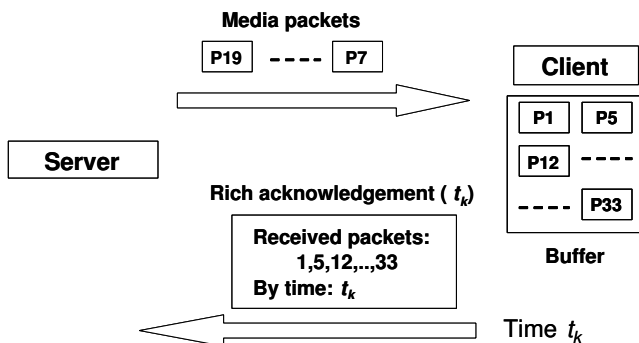 Media packets
P19 ---- P7
Client
P1 P5
P12 ----
---- P33
Buffer
Server
Rich acknowledgement ( tk)
Received packets:
1,5,12,..,33
By time: tk
Time tk